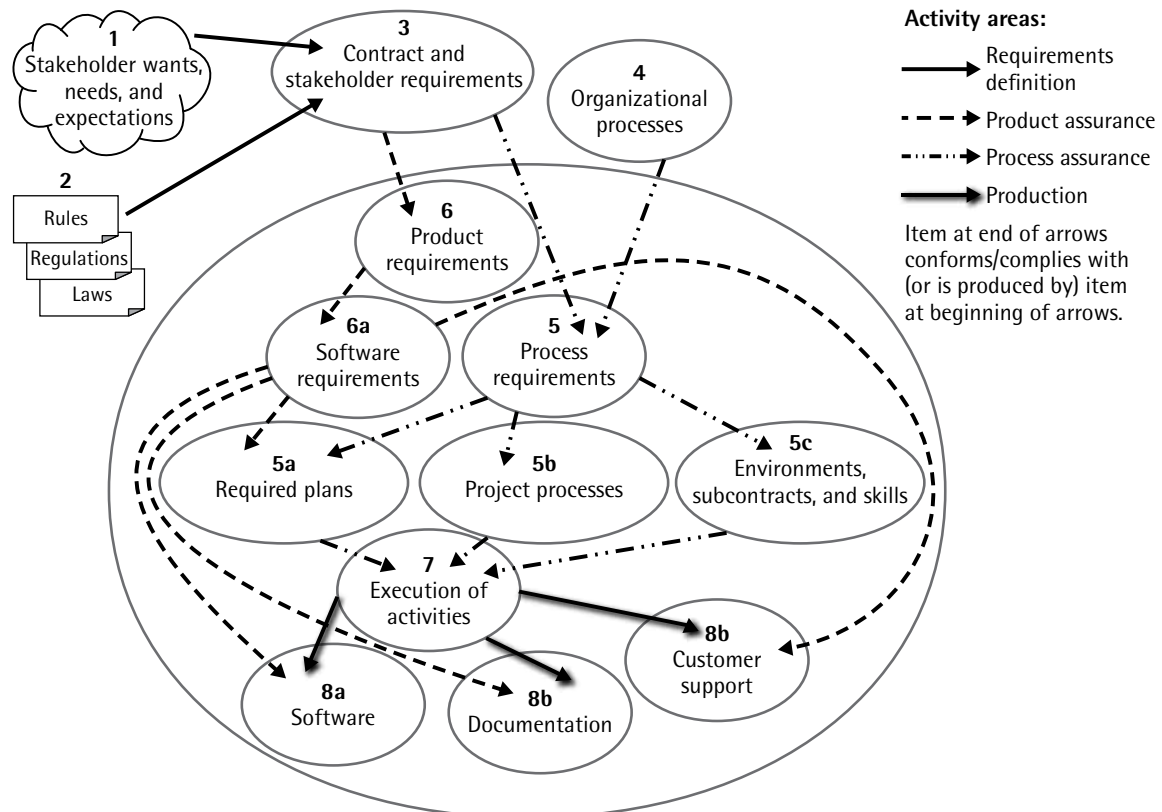 1
Stakeholder wants,
needs, and
expectations
2
Rules
Regulations
Laws
3
Contract and
stakeholder requirements
4
Organizational
processes
6
Product
requirements
6a
Software
requirements
5
Process
requirements
5a
Required plans
5b
Project processes
5c
Environments,
subcontracts, and skills
7
Execution of
activities
8a
Software
8b
Documentation
8b
Customer
support
Activity areas:
Requirements
definition
Product assurance
Process assurance
Production
Item at end of arrows
conforms/complies with
(or is produced by) item
at beginning of arrows.